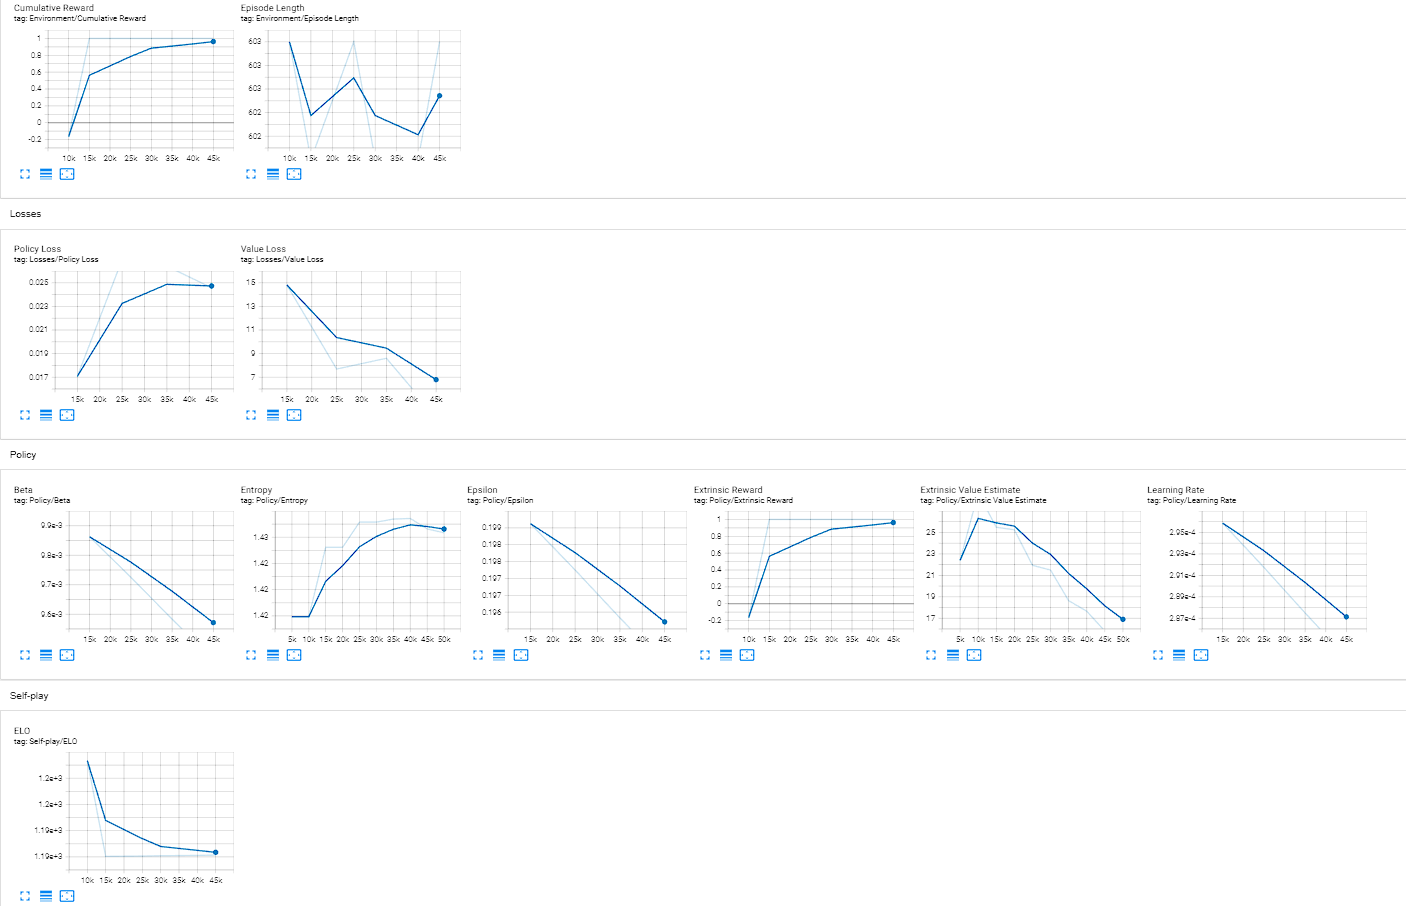 Cumulative Reward
tag: Environment/Cumulative Reward
1
0.8
0.6
0.4
0.2
0
-0.2
10k 15k 20k 25k 30k 35k 40k 45k
Episode Length
tag: Environment/Episode Length
603
603
603
602
602
10k 15k 20k 25k 30k 35k 40k 45k
Losses
Policy Loss
tag: Losses/Policy Loss
0.025
0.023
0.021
0.019
0.017
15k 20k 25k 30k 35k 40k 45k
Value Loss
tag: Losses/Value Loss
15
13
11
9
7
15k 20k 25k 30k 35k 40k 45k
Policy
Beta
tag: Policy/Beta
9.9e-3
9.8e-3
9.7e-3
9.6e-3
15k 20k 25k 30k 35k 40k 45k
Entropy
tag: Policy/Entropy
1.43
1.42
1.42
1.42
5k 10k 15k 20k 25k 30k 35k 40k 45k 50k
Epsilon
tag: Policy/Epsilon
0.199
0.198
0.198
0.197
0.197
0.196
15k 20k 25k 30k 35k 40k 45k
Extrinsic Reward
tag: Policy/Extrinsic Reward
1
0.8
0.6
0.4
0.2
0
-0.2
10k 15k 20k 25k 30k 35k 40k 45k
Extrinsic Value Estimate
tag: Policy/Extrinsic Value Estimate
25
23
21
19
17
5k 10k 15k 20k 25k 30k 35k 40k 45k 50k
Learning Rate
tag: Policy/Learning Rate
2.95e-4
2.93e-4
2.91e-4
2.89e-4
2.87e-4
15k 20k 25k 30k 35k 40k 45k
Self-play
ELO
tag: Self-play/ELO
1.2e+3
1.2e+3
1.19e+3
1.19e+3
10k 15k 20k 25k 30k 35k 40k 45k